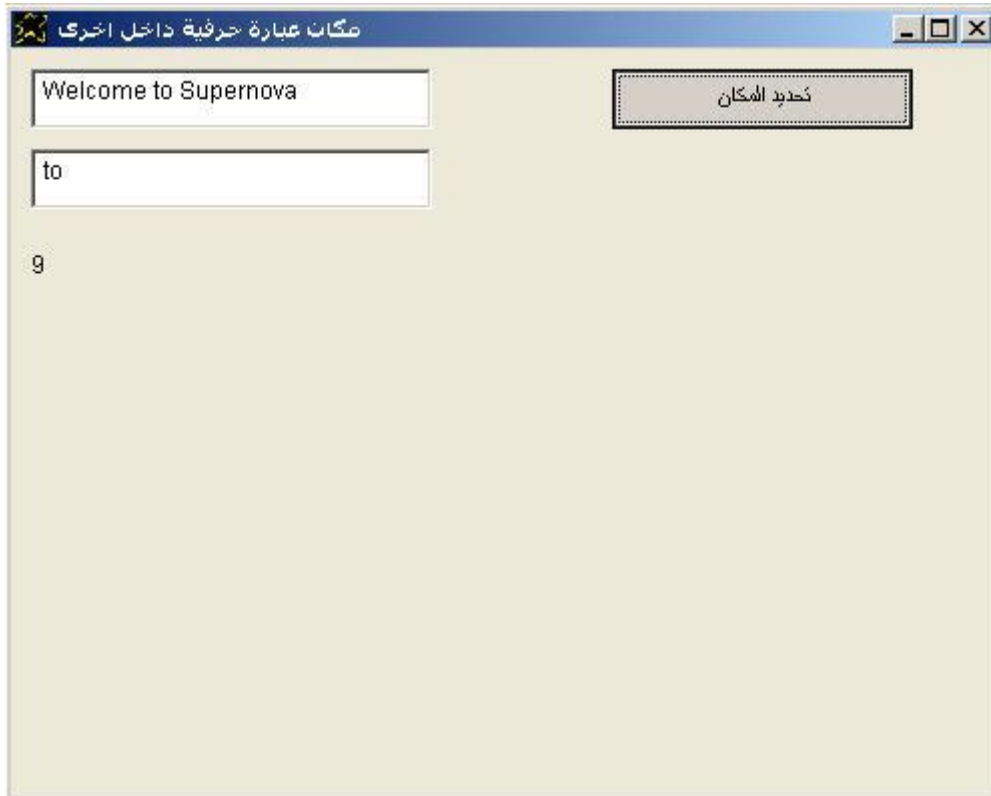 مكان عبارة حرفية داخل اخرى
Welcome to Supernova
تحديد المكان
to
9